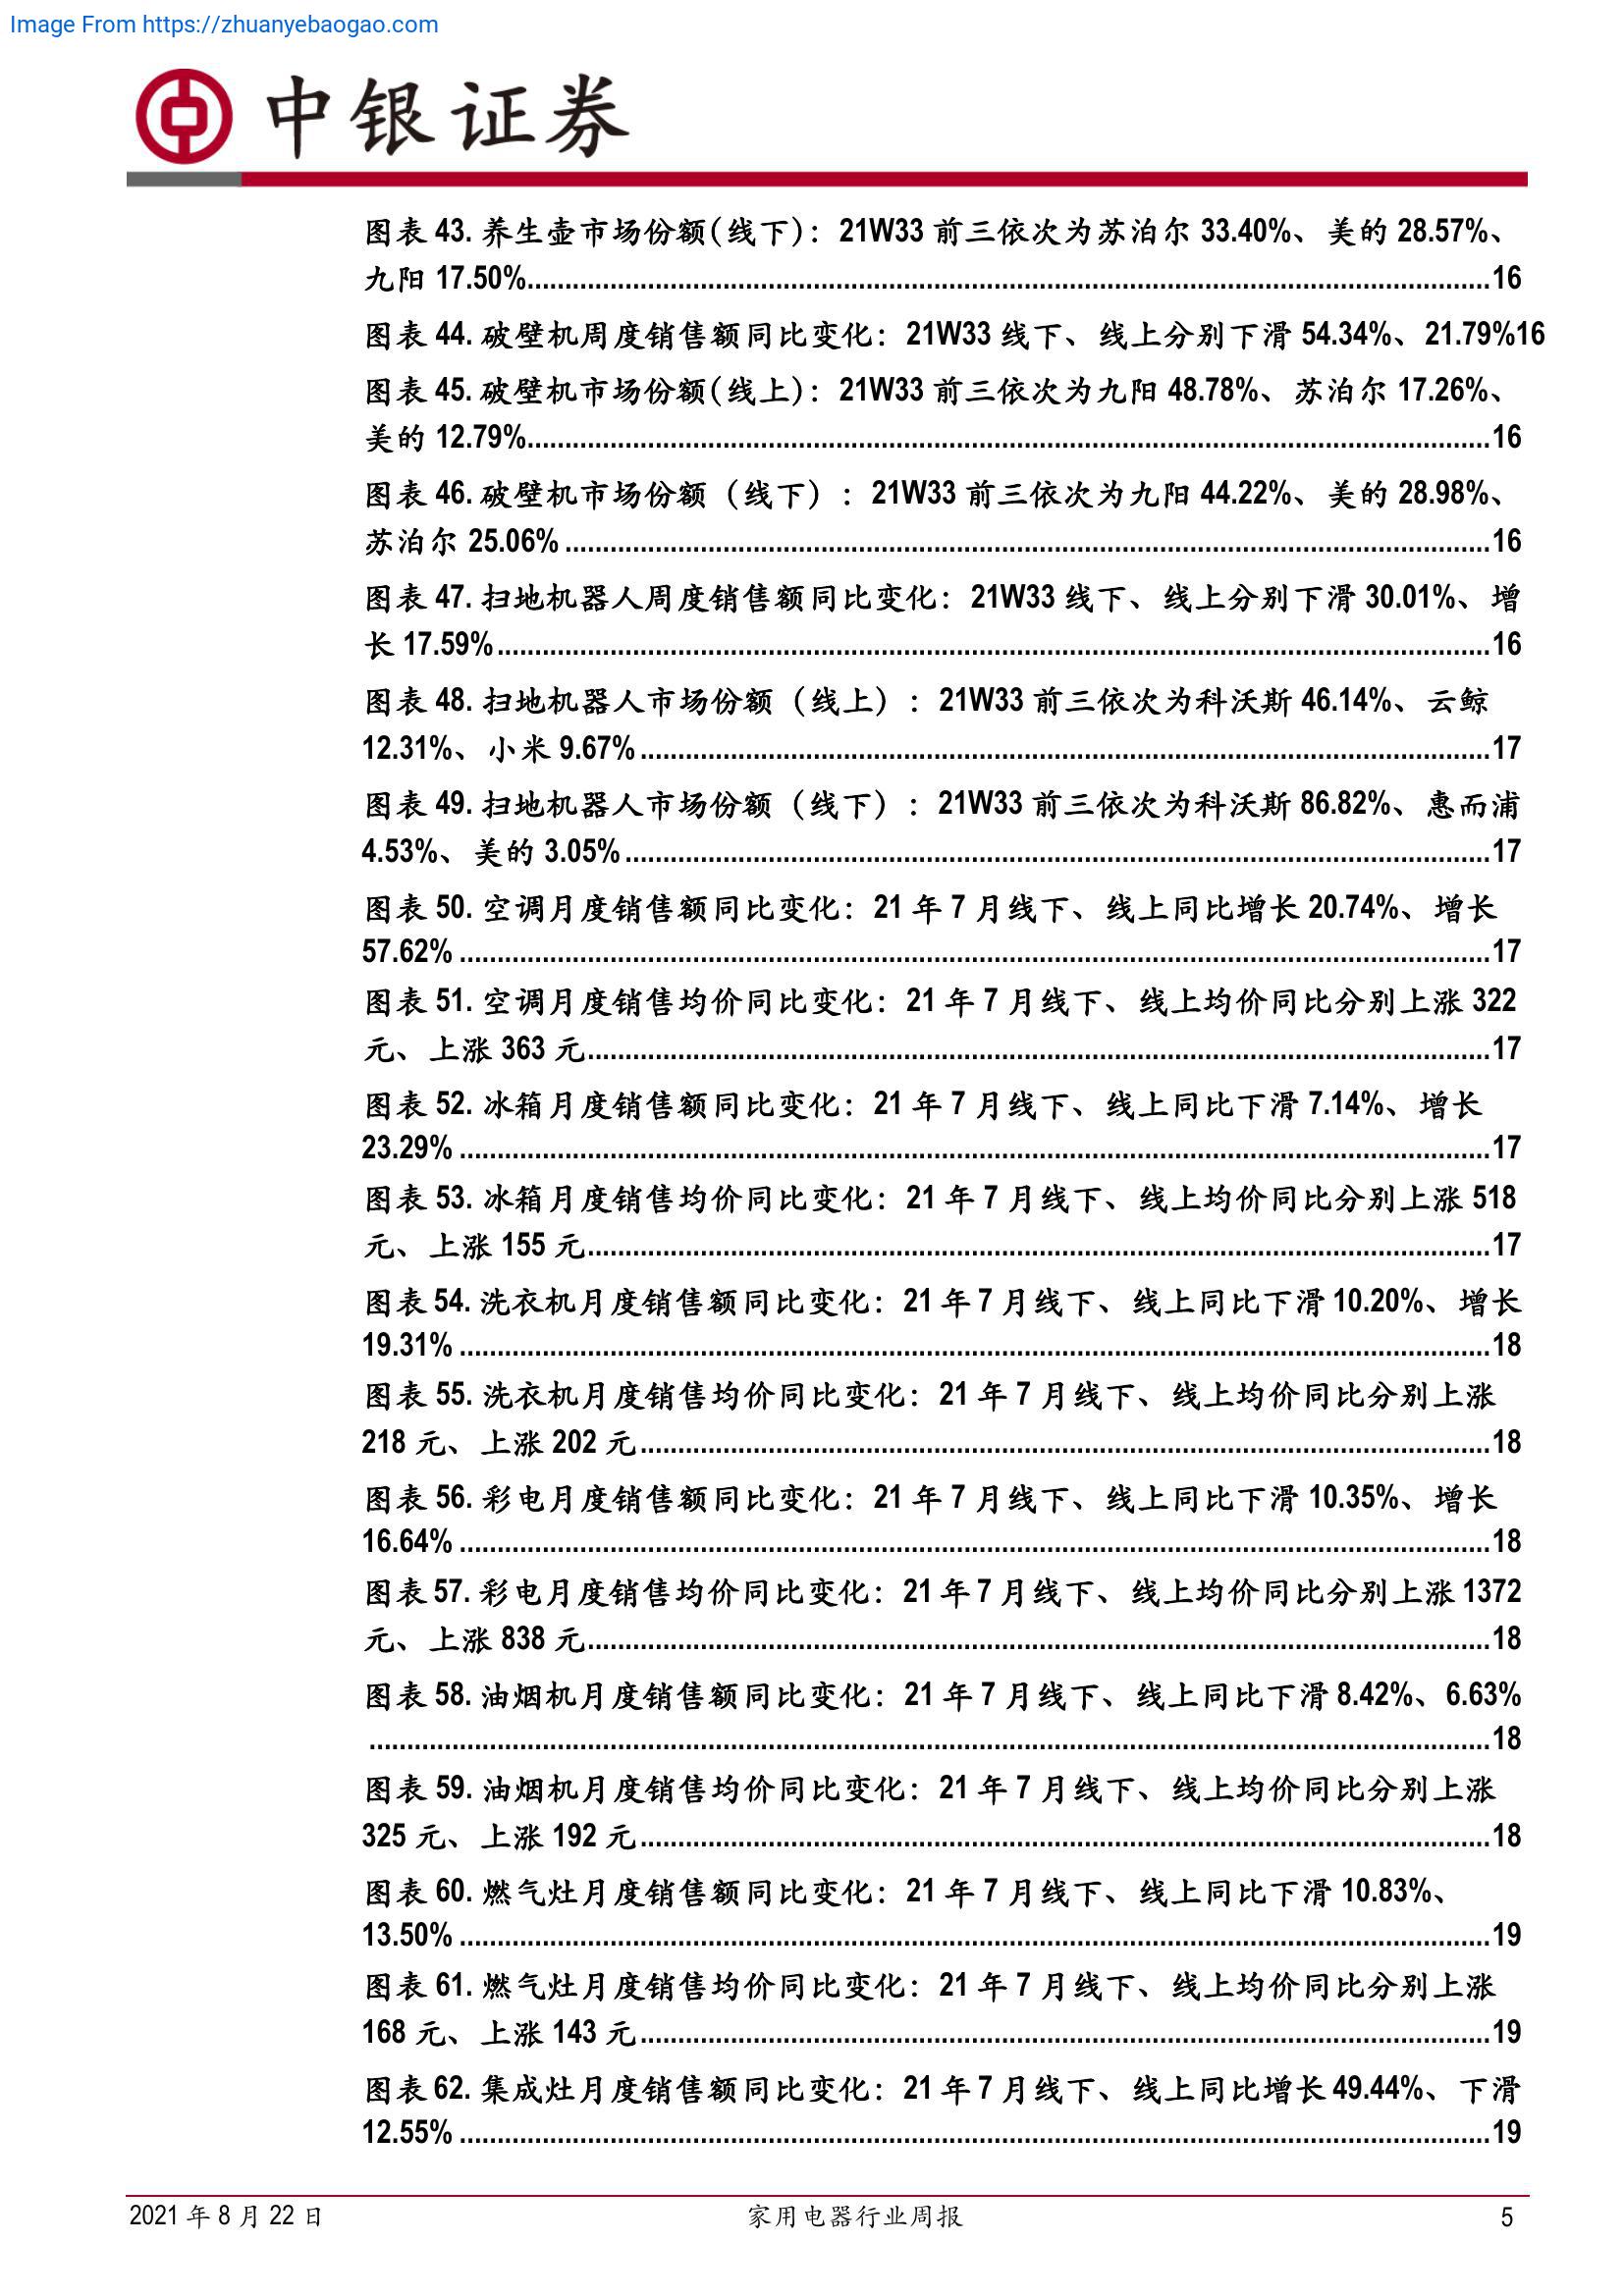 Image From https://zhuanyebaogao.com
中银证券
图表 43. 养生壶市场份额(线下)：21W33 前三依次为苏泊尔 33.40%、美的 28.57%、
九阳 17.50%..........16
图表 44. 破壁机周度销售额同比变化：21W33 线下、线上分别下滑 54.34%、21.79%16
图表 45. 破壁机市场份额(线上)：21W33 前三依次为九阳 48.78%、苏泊尔 17.26%、
美的 12.79%..........16
图表 46. 破壁机市场份额（线下）：21W33 前三依次为九阳 44.22%、美的 28.98%、
苏泊尔 25.06%..........16
图表 47. 扫地机器人周度销售额同比变化：21W33 线下、线上分别下滑 30.01%、增
长 17.59%..........16
图表 48. 扫地机器人市场份额（线上）：21W33 前三依次为科沃斯 46.14%、云鲸
12.31%、小米 9.67%..........17
图表 49. 扫地机器人市场份额（线下）：21W33 前三依次为科沃斯 86.82%、惠而浦
4.53%、美的 3.05%..........17
图表 50. 空调月度销售额同比变化：21 年 7 月线下、线上同比增长 20.74%、增长
57.62%..........17
图表 51. 空调月度销售均价同比变化：21 年 7 月线下、线上均价同比分别上涨 322
元、上涨 363 元..........17
图表 52. 冰箱月度销售额同比变化：21 年 7 月线下、线上同比下滑 7.14%、增长
23.29%..........17
图表 53. 冰箱月度销售均价同比变化：21 年 7 月线下、线上均价同比分别上涨 518
元、上涨 155 元..........17
图表 54. 洗衣机月度销售额同比变化：21 年 7 月线下、线上同比下滑 10.20%、增长
19.31%..........18
图表 55. 洗衣机月度销售均价同比变化：21 年 7 月线下、线上均价同比分别上涨
218 元、上涨 202 元..........18
图表 56. 彩电月度销售额同比变化：21 年 7 月线下、线上同比下滑 10.35%、增长
16.64%..........18
图表 57. 彩电月度销售均价同比变化：21 年 7 月线下、线上均价同比分别上涨 1372
元、上涨 838 元..........18
图表 58. 油烟机月度销售额同比变化：21 年 7 月线下、线上同比下滑 8.42%、6.63%
..........18
图表 59. 油烟机月度销售均价同比变化：21 年 7 月线下、线上均价同比分别上涨
325 元、上涨 192 元..........18
图表 60. 燃气灶月度销售额同比变化：21 年 7 月线下、线上同比下滑 10.83%、
13.50%..........19
图表 61. 燃气灶月度销售均价同比变化：21 年 7 月线下、线上均价同比分别上涨
168 元、上涨 143 元..........19
图表 62. 集成灶月度销售额同比变化：21 年 7 月线下、线上同比增长 49.44%、下滑
12.55%..........19
2021 年 8 月 22 日 家用电器行业周报 5